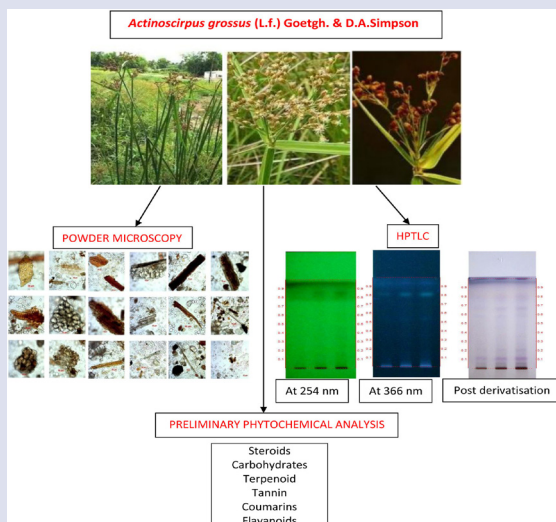 Actinoscirpus grossus (L.f.) Goetgh. & D.A.Simpson
POWDER MICROSCOPY
HPTLC
At 254 nm
At 366 nm
Post derivatisation
PRELIMINARY PHYTOCHEMICAL ANALYSIS
Steroids
Carbohydrates
Terpenoid
Tannin
Coumarins
Flavanoids